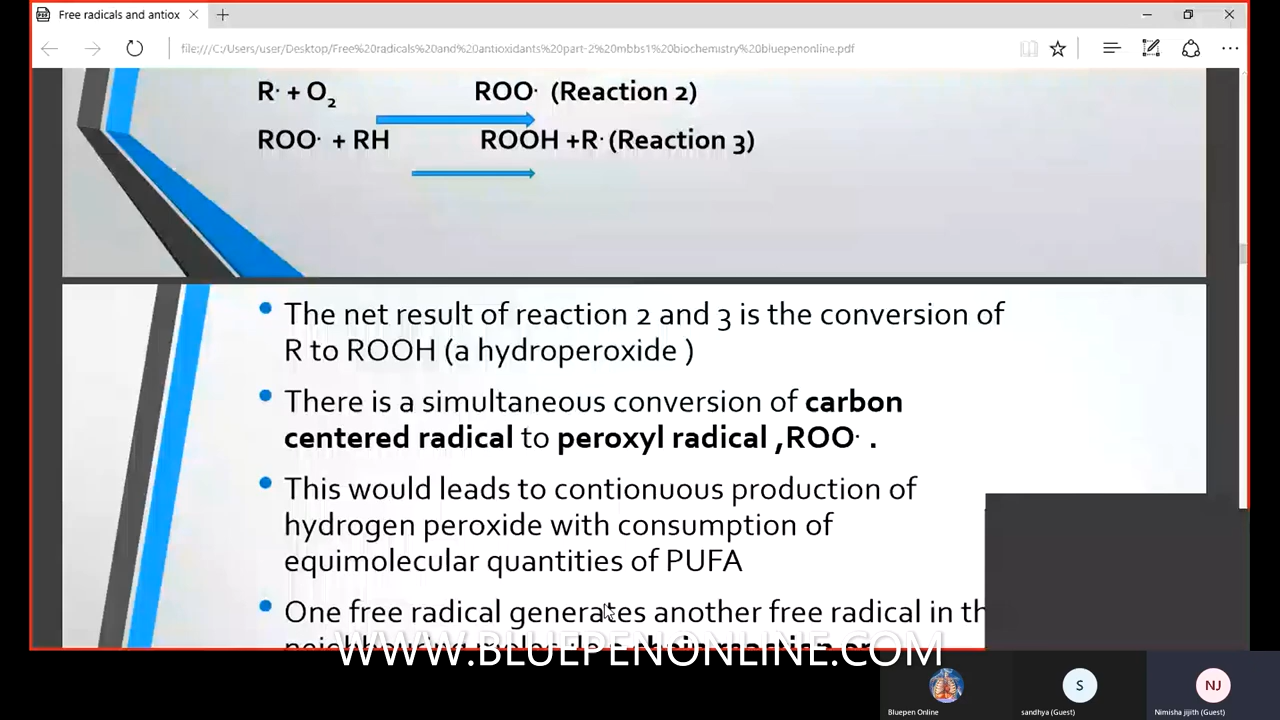 Free radicals and antiox
file:///C:/Users/user/Desktop/Free%20radicals%20and%20antioxidants%20part-2%20mbbs1%20biochemistry%20bluepenonline.pdf
R· + O₂ ROO· (Reaction 2)
ROO· + RH ROOH +R· (Reaction 3)
• The net result of reaction 2 and 3 is the conversion of
R to ROOH (a hydroperoxide )
• There is a simultaneous conversion of carbon
centered radical to peroxyl radical ,ROO· .
• This would leads to contionuous production of
hydrogen peroxide with consumption of
equimolecular quantities of PUFA
• One free radical generates another free radical in th
WWW.BLUEPENONLINE.COM
Bluepen Online
S
sandhya (Guest)
NJ
Nimisha jijith (Guest)